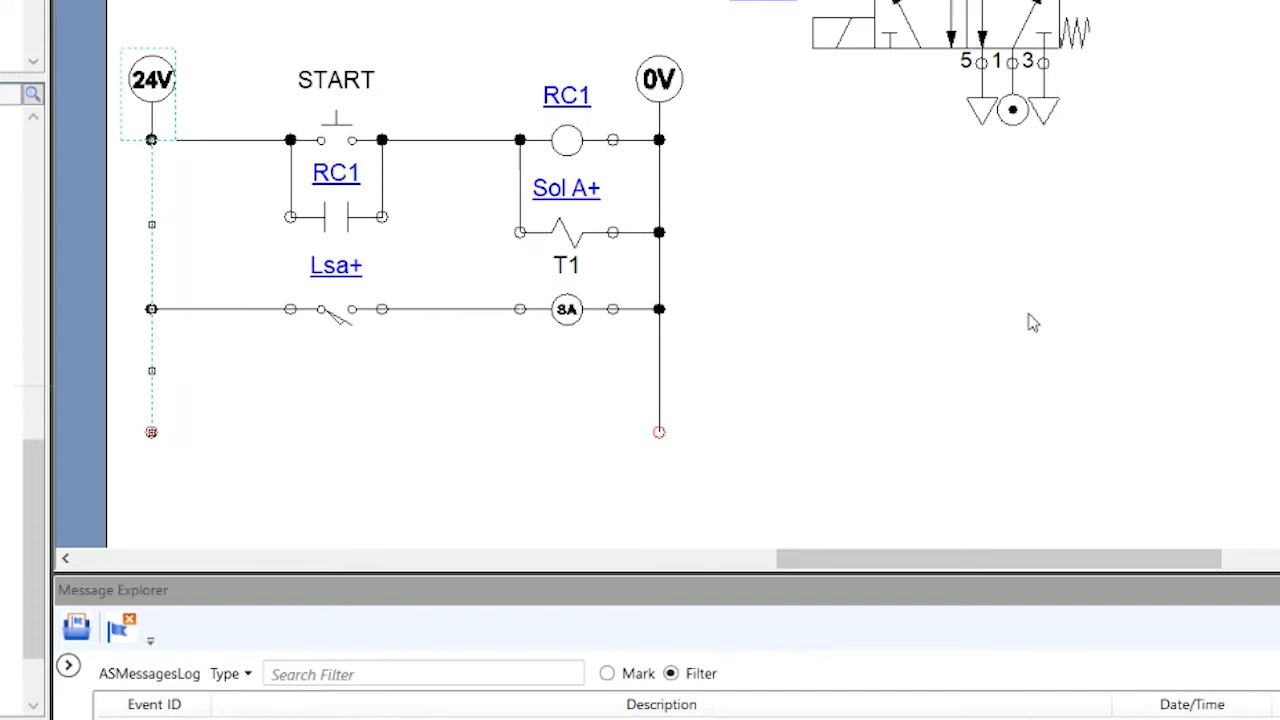 5 1 3
24V START RC1 0V
RC1
Sol A+
Lsa+ T1
8A
Message Explorer
ASMessagesLog Type Search Filter Mark Filter
Event ID Description Date/Time